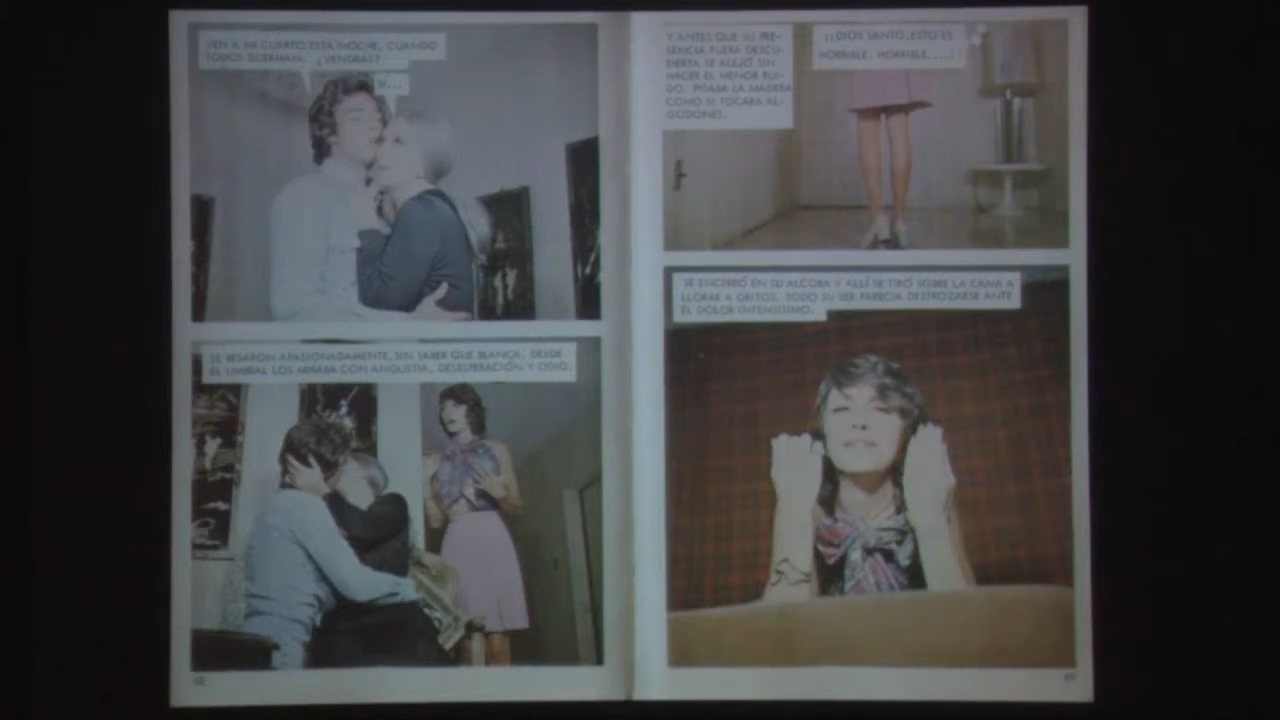 VEN A MI CUARTO ESTA NOCHE, CUANDO
TODOS DUERMAN. ¿VENDRÁS?
SÍ...
SE BESARON APASIONADAMENTE, SIN SABER QUE BLANCA, DESDE
EL UMBRAL LOS MIRABA CON ANGUSTIA, DESESPERACIÓN Y ODIO.
Y ANTES QUE SU PRE-
SENCIA FUERA DESCU-
BIERTA SE ALEJÓ SIN
HACER EL MENOR RUI-
DO. PISABA LA MADERA
COMO SI TOCARA AL-
GODONES.
¡¡DIOS SANTO, ESTO ES
HORRIBLE, HORRIBLE...!!
SE ENCERRÓ EN SU ALCOBA Y ALLÍ SE TIRÓ SOBRE LA CAMA A
LLORAR A GRITOS. TODO SU SER PARECÍA DESTROZARSE ANTE
EL DOLOR INTENSÍSIMO.